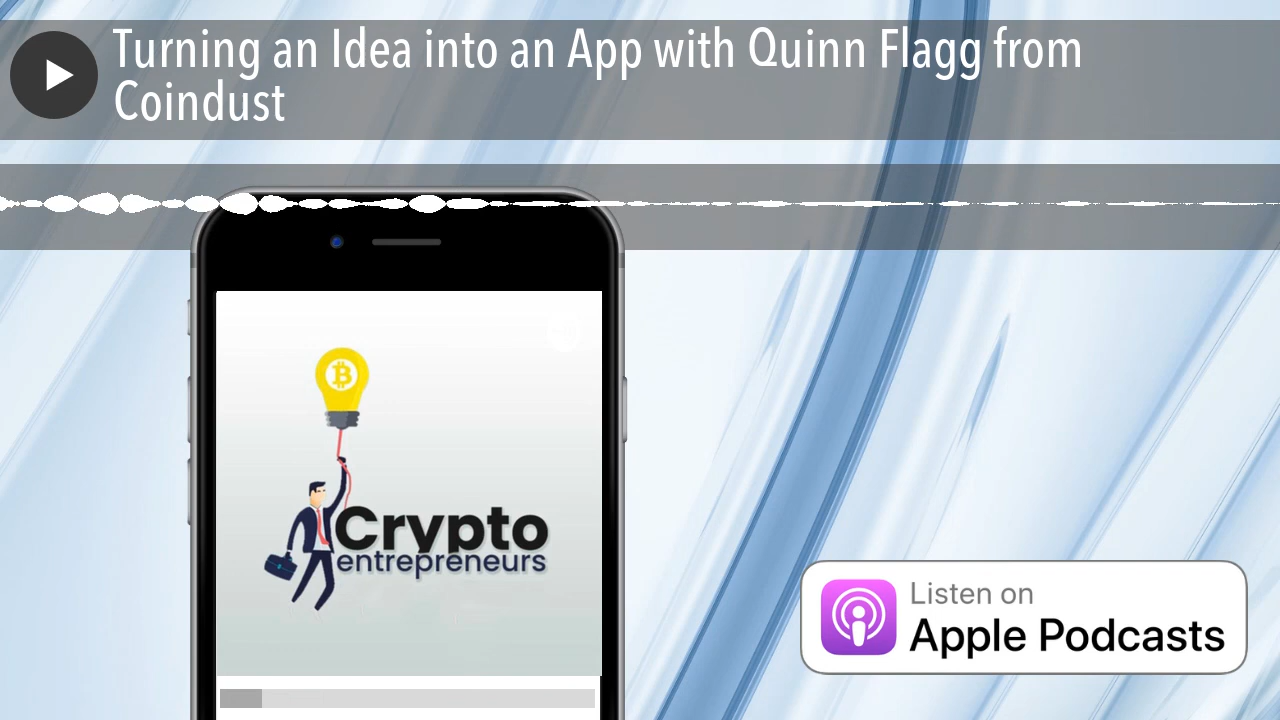 Turning an Idea into an App with Quinn Flagg from
Coindust
Crypto
entrepreneurs
Listen on
Apple Podcasts